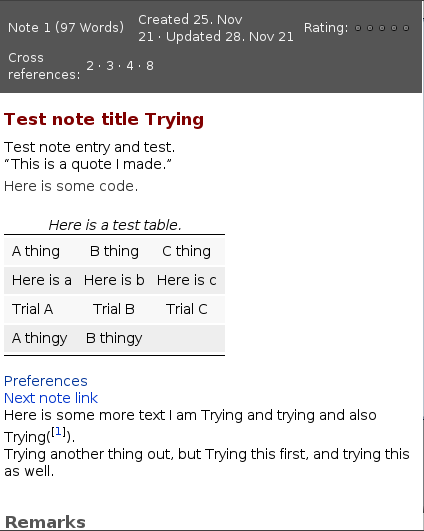 Note 1 (97 Words)
Created 25. Nov
21 · Updated 28. Nov 21
Rating:
Cross
references:
2 · 3 · 4 · 8
Test note title Trying
Test note entry and test.
“This is a quote I made.”
Here is some code.
Here is a test table.
A thing B thing C thing
Here is a Here is b Here is c
Trial A Trial B Trial C
A thingy B thingy
Preferences
Next note link
Here is some more text I am Trying and trying and also
Trying([1]).
Trying another thing out, but Trying this first, and trying this
as well.
Remarks